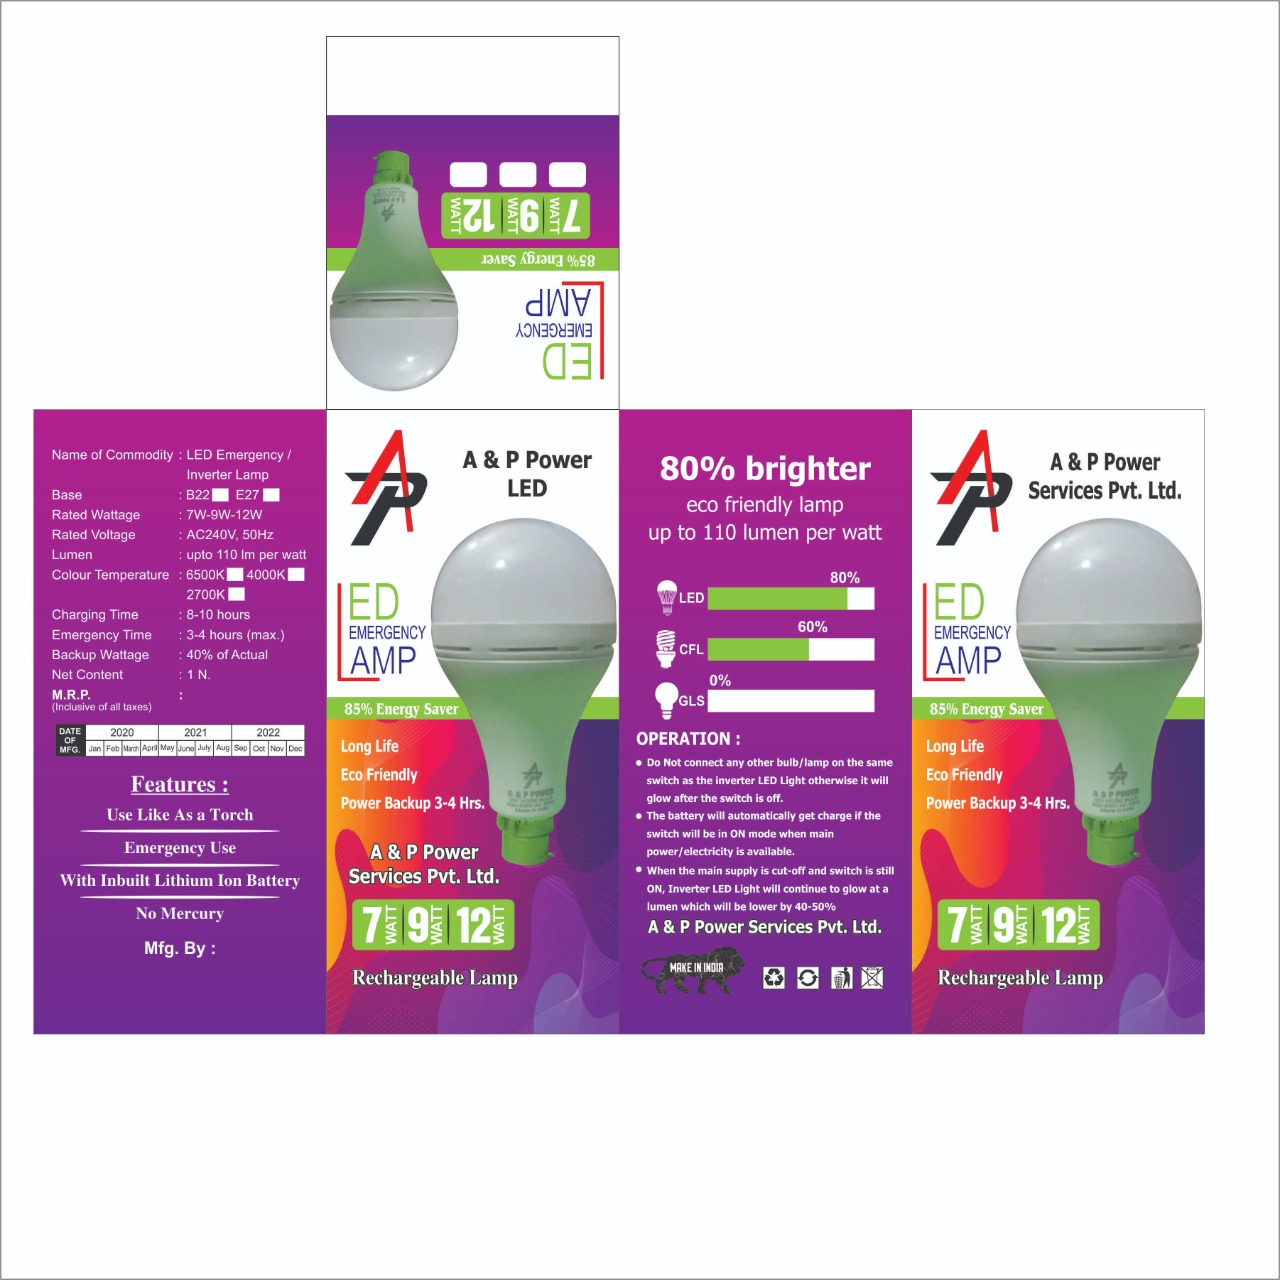 7 WATT 9 WATT 12 WATT
85% Energy Saver
LED
EMERGENCY
LAMP
Name of Commodity : LED Emergency /
Inverter Lamp
Base : B22 E27
Rated Wattage : 7W-9W-12W
Rated Voltage : AC240V, 50Hz
Lumen : upto 110 lm per watt
Colour Temperature : 6500K 4000K
2700K
Charging Time : 8-10 hours
Emergency Time : 3-4 hours (max.)
Backup Wattage : 40% of Actual
Net Content : 1 N.
M.R.P. :
(Inclusive of all taxes)
DATE OF MFG.
2020 2021 2022
Jan Feb March April May June July Aug Sep Oct Nov Dec
Features :
Use Like As a Torch
Emergency Use
With Inbuilt Lithium Ion Battery
No Mercury
Mfg. By :
AP
A & P Power
LED
LED
EMERGENCY
LAMP
85% Energy Saver
Long Life
Eco Friendly
Power Backup 3-4 Hrs.
A & P POWER
A & P Power
Services Pvt. Ltd.
7 WATT 9 WATT 12 WATT
Rechargeable Lamp
80% brighter
eco friendly lamp
up to 110 lumen per watt
80%
LED
60%
CFL
0%
GLS
OPERATION :
● Do Not connect any other bulb/lamp on the same
switch as the inverter LED Light otherwise it will
glow after the switch is off.
● The battery will automatically get charge if the
switch will be in ON mode when main
power/electricity is available.
● When the main supply is cut-off and switch is still
ON, Inverter LED Light will continue to glow at a
lumen which will be lower by 40-50%
A & P Power Services Pvt. Ltd.
MAKE IN INDIA
AP
A & P Power
Services Pvt. Ltd.
LED
EMERGENCY
LAMP
85% Energy Saver
Long Life
Eco Friendly
Power Backup 3-4 Hrs.
A & P POWER
7 WATT 9 WATT 12 WATT
Rechargeable Lamp